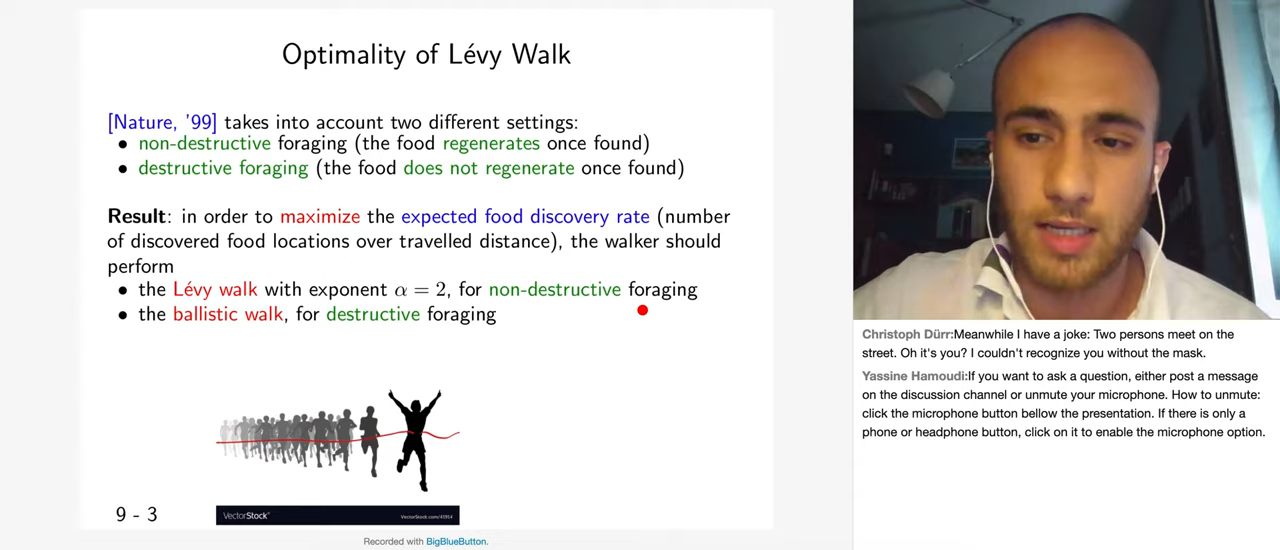 Optimality of Lévy Walk
[Nature, '99] takes into account two different settings:
• non-destructive foraging (the food regenerates once found)
• destructive foraging (the food does not regenerate once found)
Result: in order to maximize the expected food discovery rate (number
of discovered food locations over travelled distance), the walker should
perform
• the Lévy walk with exponent α = 2, for non-destructive foraging
• the ballistic walk, for destructive foraging
VectorStock®
VectorStock.com/41914
9 - 3
Recorded with BigBlueButton.
Christoph Dürr:Meanwhile I have a joke: Two persons meet on the
street. Oh it's you? I couldn't recognize you without the mask.
Yassine Hamoudi:If you want to ask a question, either post a message
on the discussion channel or unmute your microphone. How to unmute:
click the microphone button bellow the presentation. If there is only a
phone or headphone button, click on it to enable the microphone option.